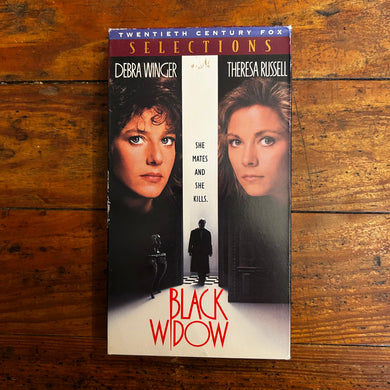 TWENTIETH CENTURY FOX
SELECTIONS
DEBRA WINGER THERESA RUSSELL
SHE
MATES
AND
SHE
KILLS.
BLACK
WIDOW